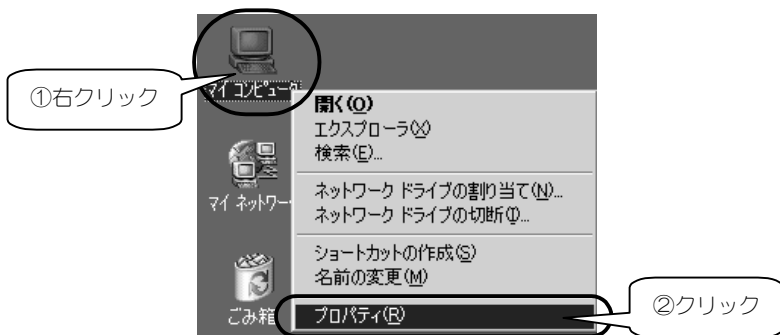 ①右クリック
マイ コンピュータ
開く(O)
エクスプローラ(X)
検索(E)...
ネットワーク ドライブの割り当て(N)...
マイ ネットワー
ネットワーク ドライブの切断(I)...
ショートカットの作成(S)
名前の変更(M)
ごみ箱
プロパティ(R)
②クリック